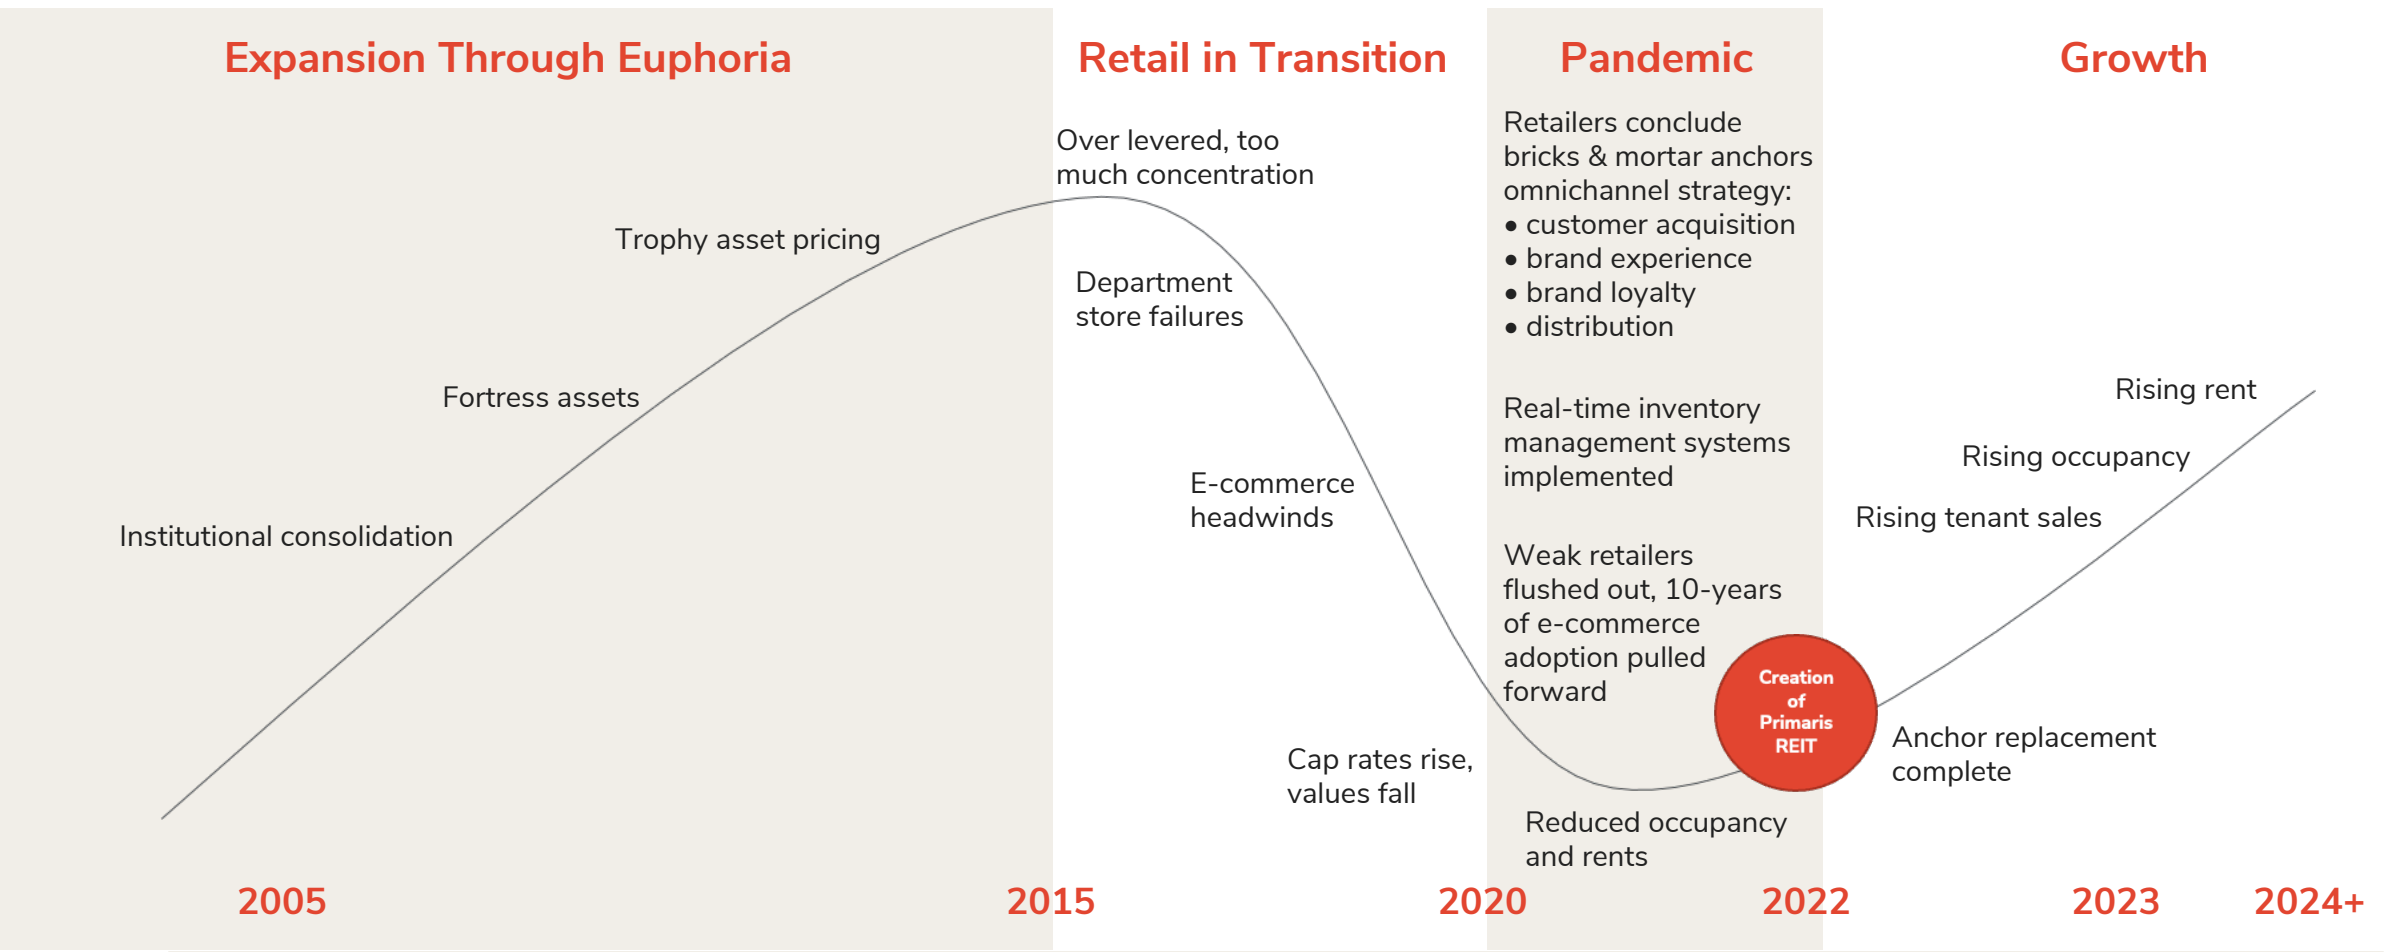 Expansion Through Euphoria
Retail in Transition
Pandemic
Growth
Institutional consolidation
Fortress assets
Trophy asset pricing
Over levered, too
much concentration
Department
store failures
E-commerce
headwinds
Cap rates rise,
values fall
Retailers conclude
bricks & mortar anchors
omnichannel strategy:
• customer acquisition
• brand experience
• brand loyalty
• distribution
Real-time inventory
management systems
implemented
Weak retailers
flushed out, 10-years
of e-commerce
adoption pulled
forward
Reduced occupancy
and rents
Creation
of
Primaris
REIT
Anchor replacement
complete
Rising tenant sales
Rising occupancy
Rising rent
2005
2015
2020
2022
2023
2024+